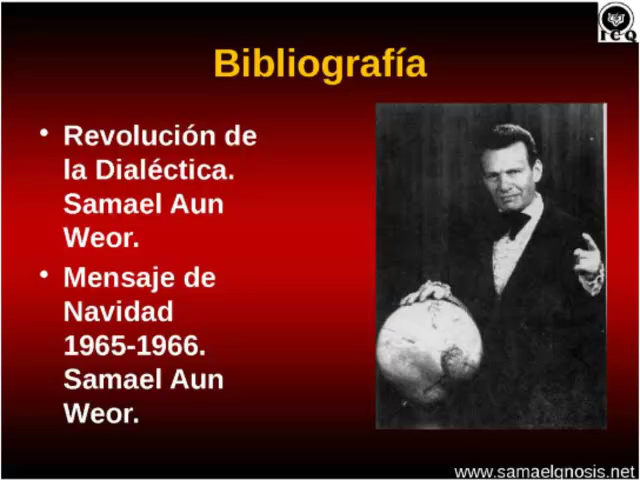 ICQ
Bibliografía
• Revolución de
la Dialéctica.
Samael Aun
Weor.
• Mensaje de
Navidad
1965-1966.
Samael Aun
Weor.
www.samaelgnosis.net